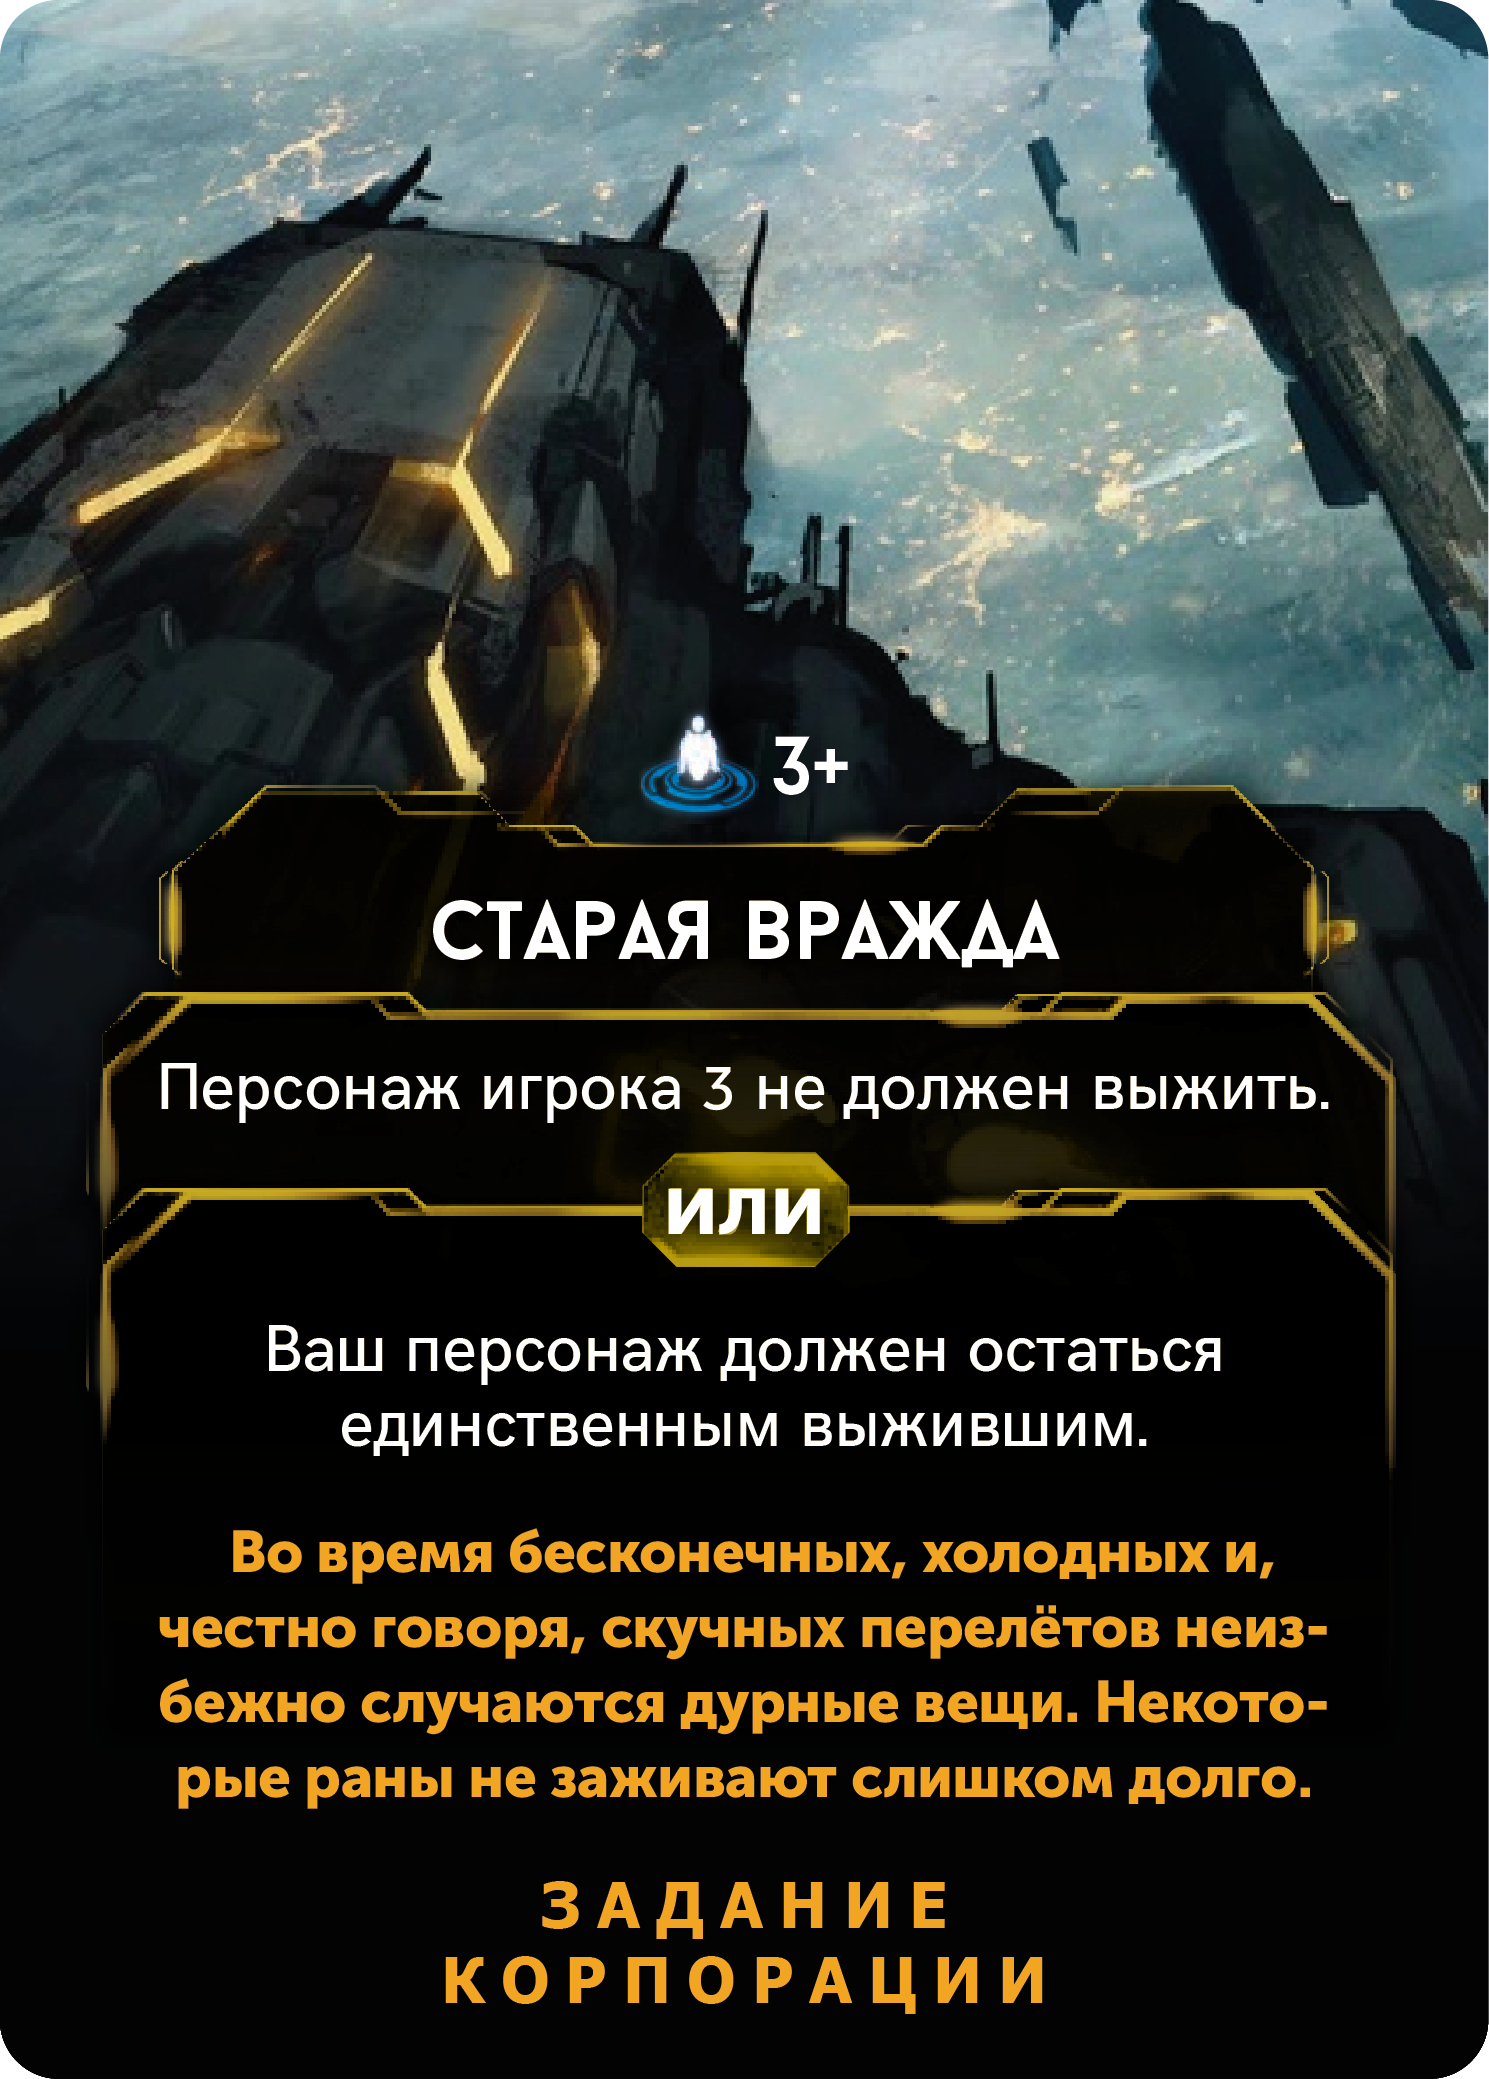 3+
СТАРАЯ ВРАЖДА
Персонаж игрока 3 не должен выжить.
ИЛИ
Ваш персонаж должен остаться
единственным выжившим.
Во время бесконечных, холодных и,
честно говоря, скучных перелётов неиз-
бежно случаются дурные вещи. Некото-
рые раны не заживают слишком долго.
ЗАДАНИЕ
КОРПОРАЦИИ